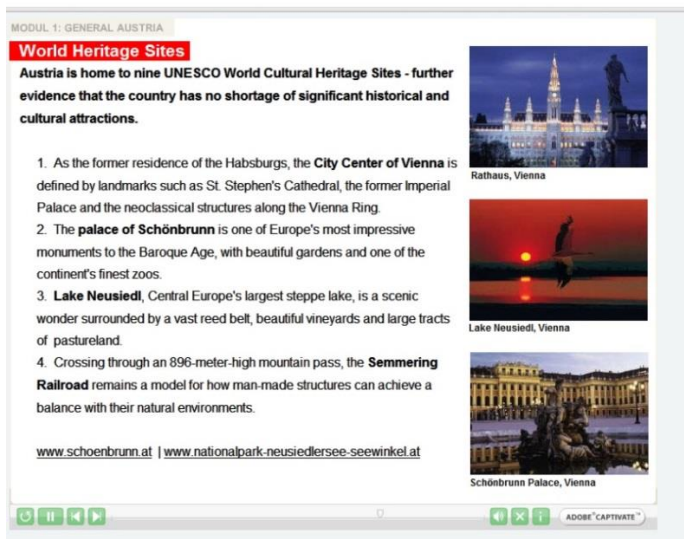 MODUL 1: GENERAL AUSTRIA
World Heritage Sites
Austria is home to nine UNESCO World Cultural Heritage Sites - further
evidence that the country has no shortage of significant historical and
cultural attractions.
1. As the former residence of the Habsburgs, the City Center of Vienna is
defined by landmarks such as St. Stephen's Cathedral, the former Imperial
Palace and the neoclassical structures along the Vienna Ring.
2. The palace of Schönbrunn is one of Europe's most impressive
monuments to the Baroque Age, with beautiful gardens and one of the
continent's finest zoos.
3. Lake Neusiedl, Central Europe's largest steppe lake, is a scenic
wonder surrounded by a vast reed belt, beautiful vineyards and large tracts
of pastureland.
4. Crossing through an 896-meter-high mountain pass, the Semmering
Railroad remains a model for how man-made structures can achieve a
balance with their natural environments.
www.schoenbrunn.at | www.nationalpark-neusiedlersee-seewinkel.at
Rathaus, Vienna
Lake Neusiedl, Vienna
Schönbrunn Palace, Vienna
ADOBE® CAPTIVATE™